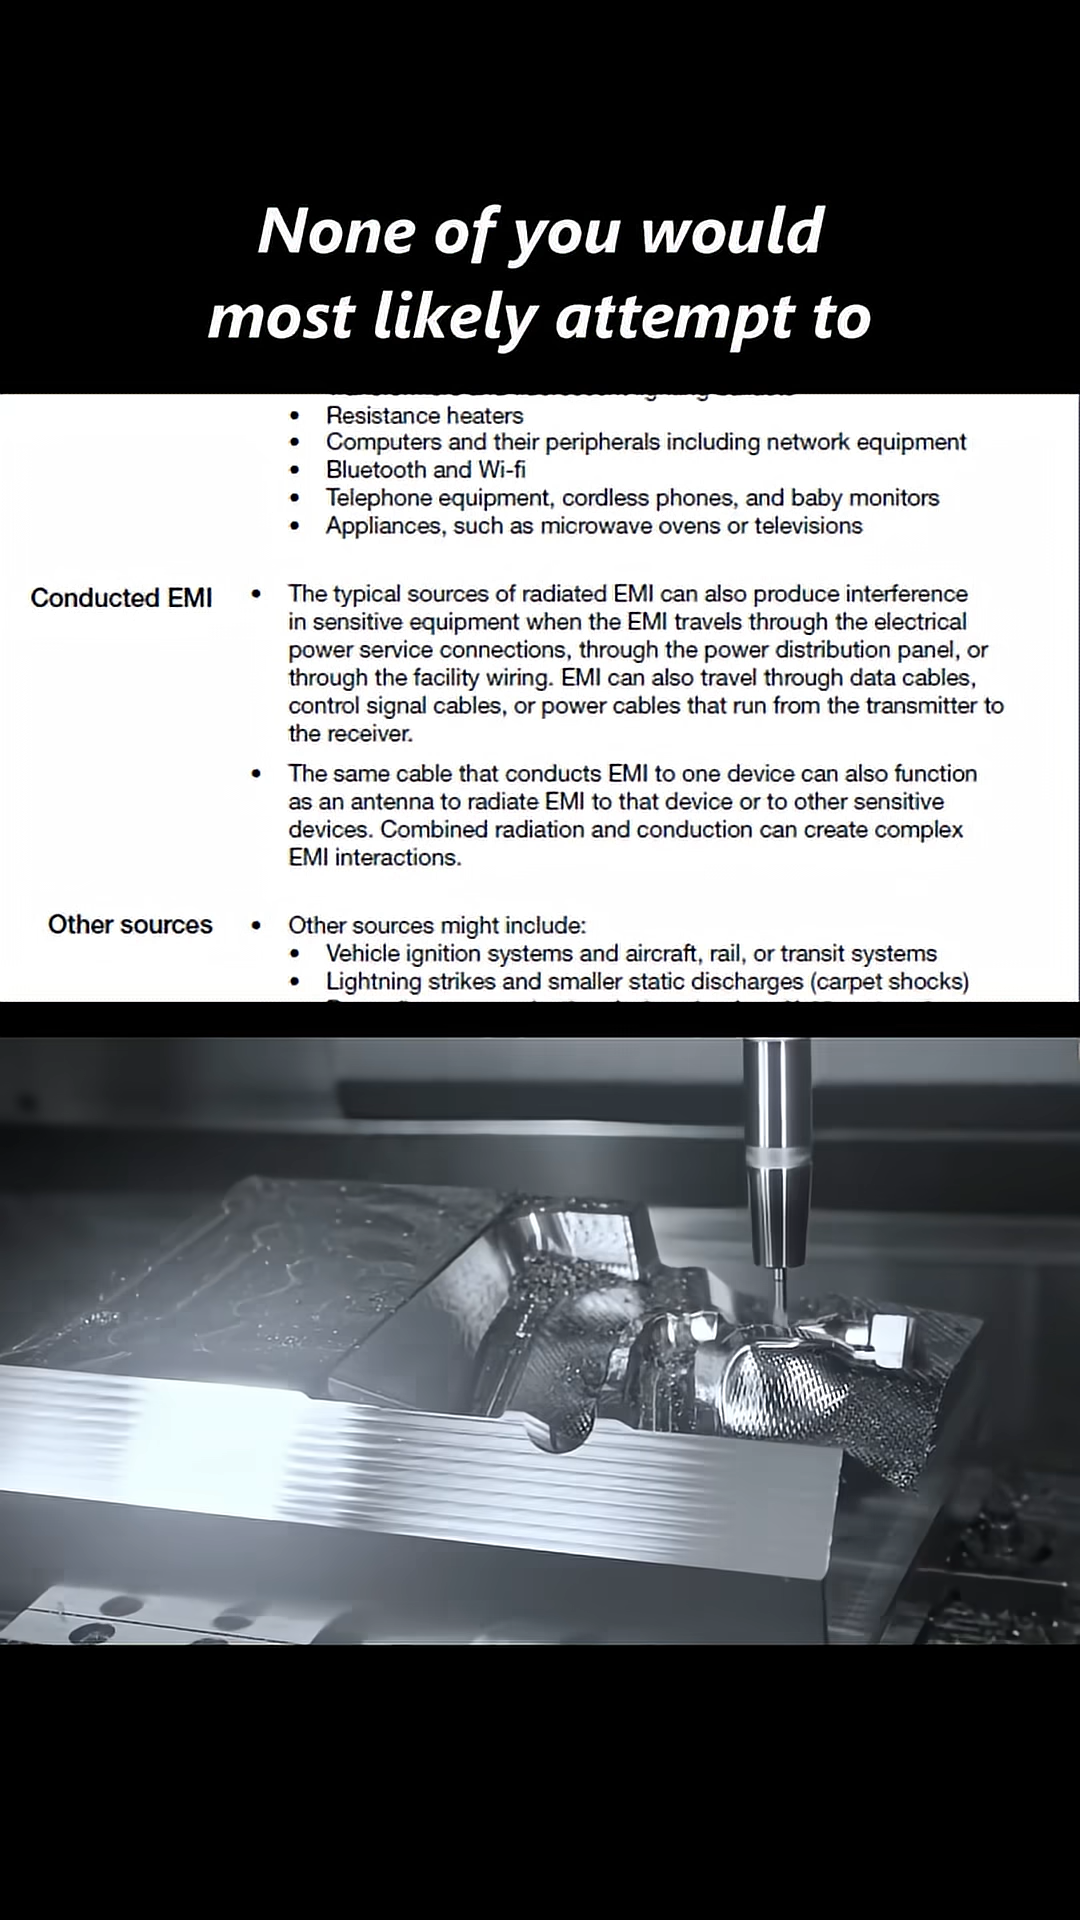 None of you would
most likely attempt to
• Resistance heaters
• Computers and their peripherals including network equipment
• Bluetooth and Wi-fi
• Telephone equipment, cordless phones, and baby monitors
• Appliances, such as microwave ovens or televisions
Conducted EMI • The typical sources of radiated EMI can also produce interference
in sensitive equipment when the EMI travels through the electrical
power service connections, through the power distribution panel, or
through the facility wiring. EMI can also travel through data cables,
control signal cables, or power cables that run from the transmitter to
the receiver.
• The same cable that conducts EMI to one device can also function
as an antenna to radiate EMI to that device or to other sensitive
devices. Combined radiation and conduction can create complex
EMI interactions.
Other sources • Other sources might include:
• Vehicle ignition systems and aircraft, rail, or transit systems
• Lightning strikes and smaller static discharges (carpet shocks)